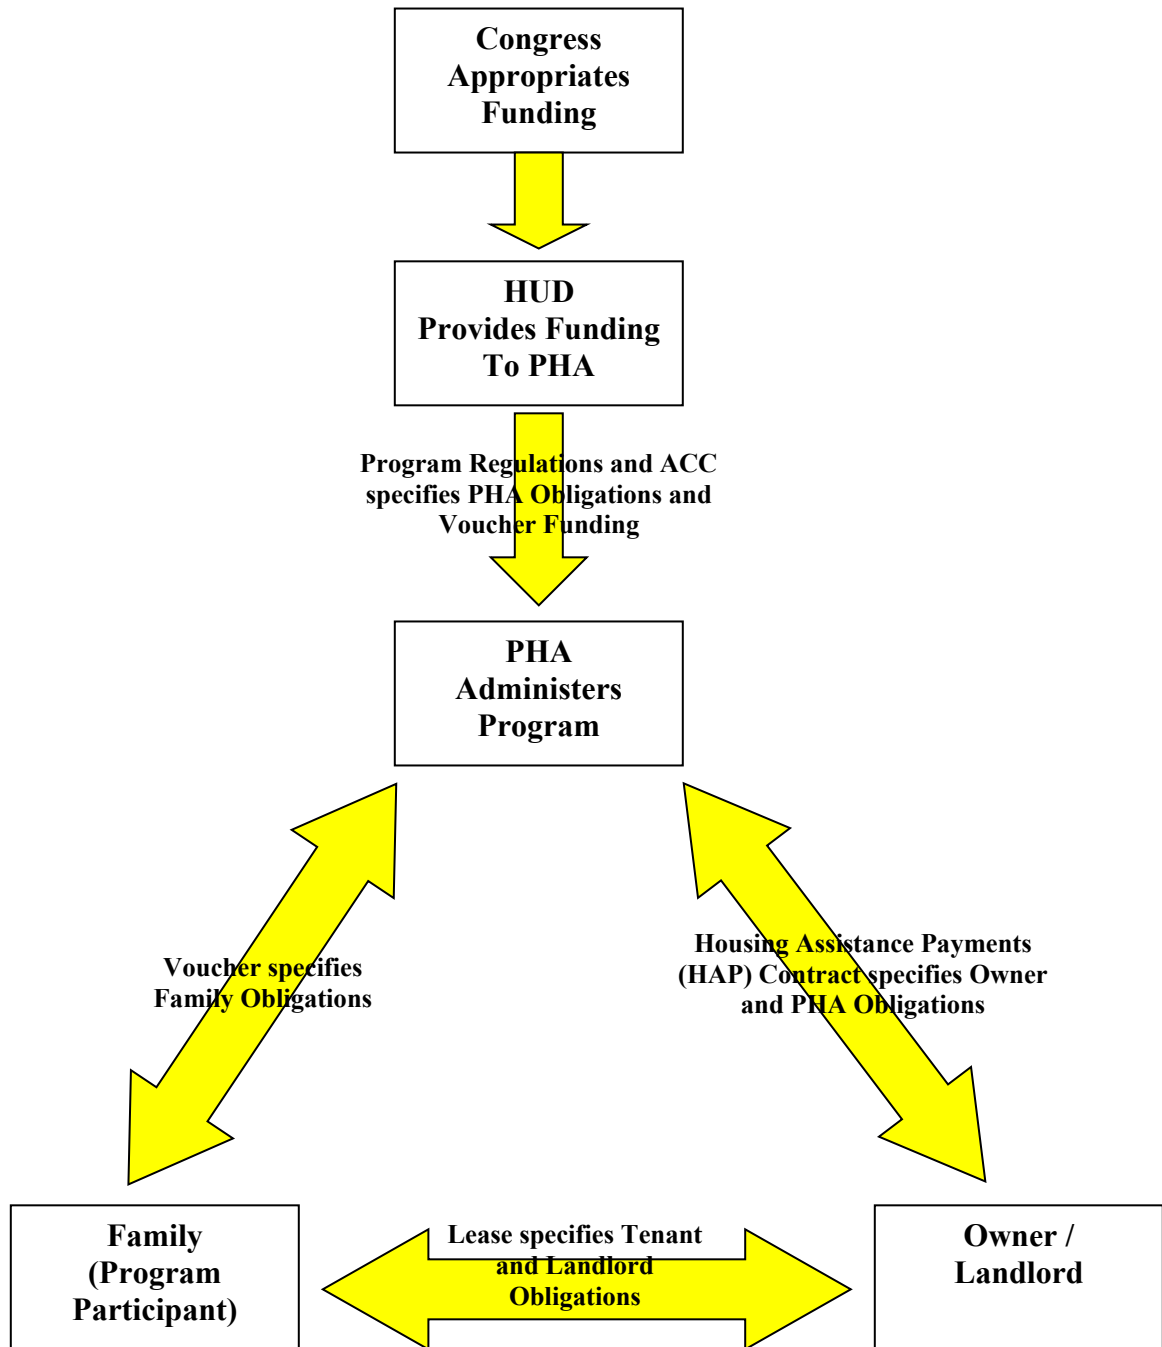 Congress
Appropriates
Funding
HUD
Provides Funding
To PHA
Program Regulations and ACC
specifies PHA Obligations and
Voucher Funding
PHA
Administers
Program
Voucher specifies
Family Obligations
Housing Assistance Payments
(HAP) Contract specifies Owner
and PHA Obligations
Family
(Program
Participant)
Lease specifies Tenant
and Landlord
Obligations
Owner /
Landlord